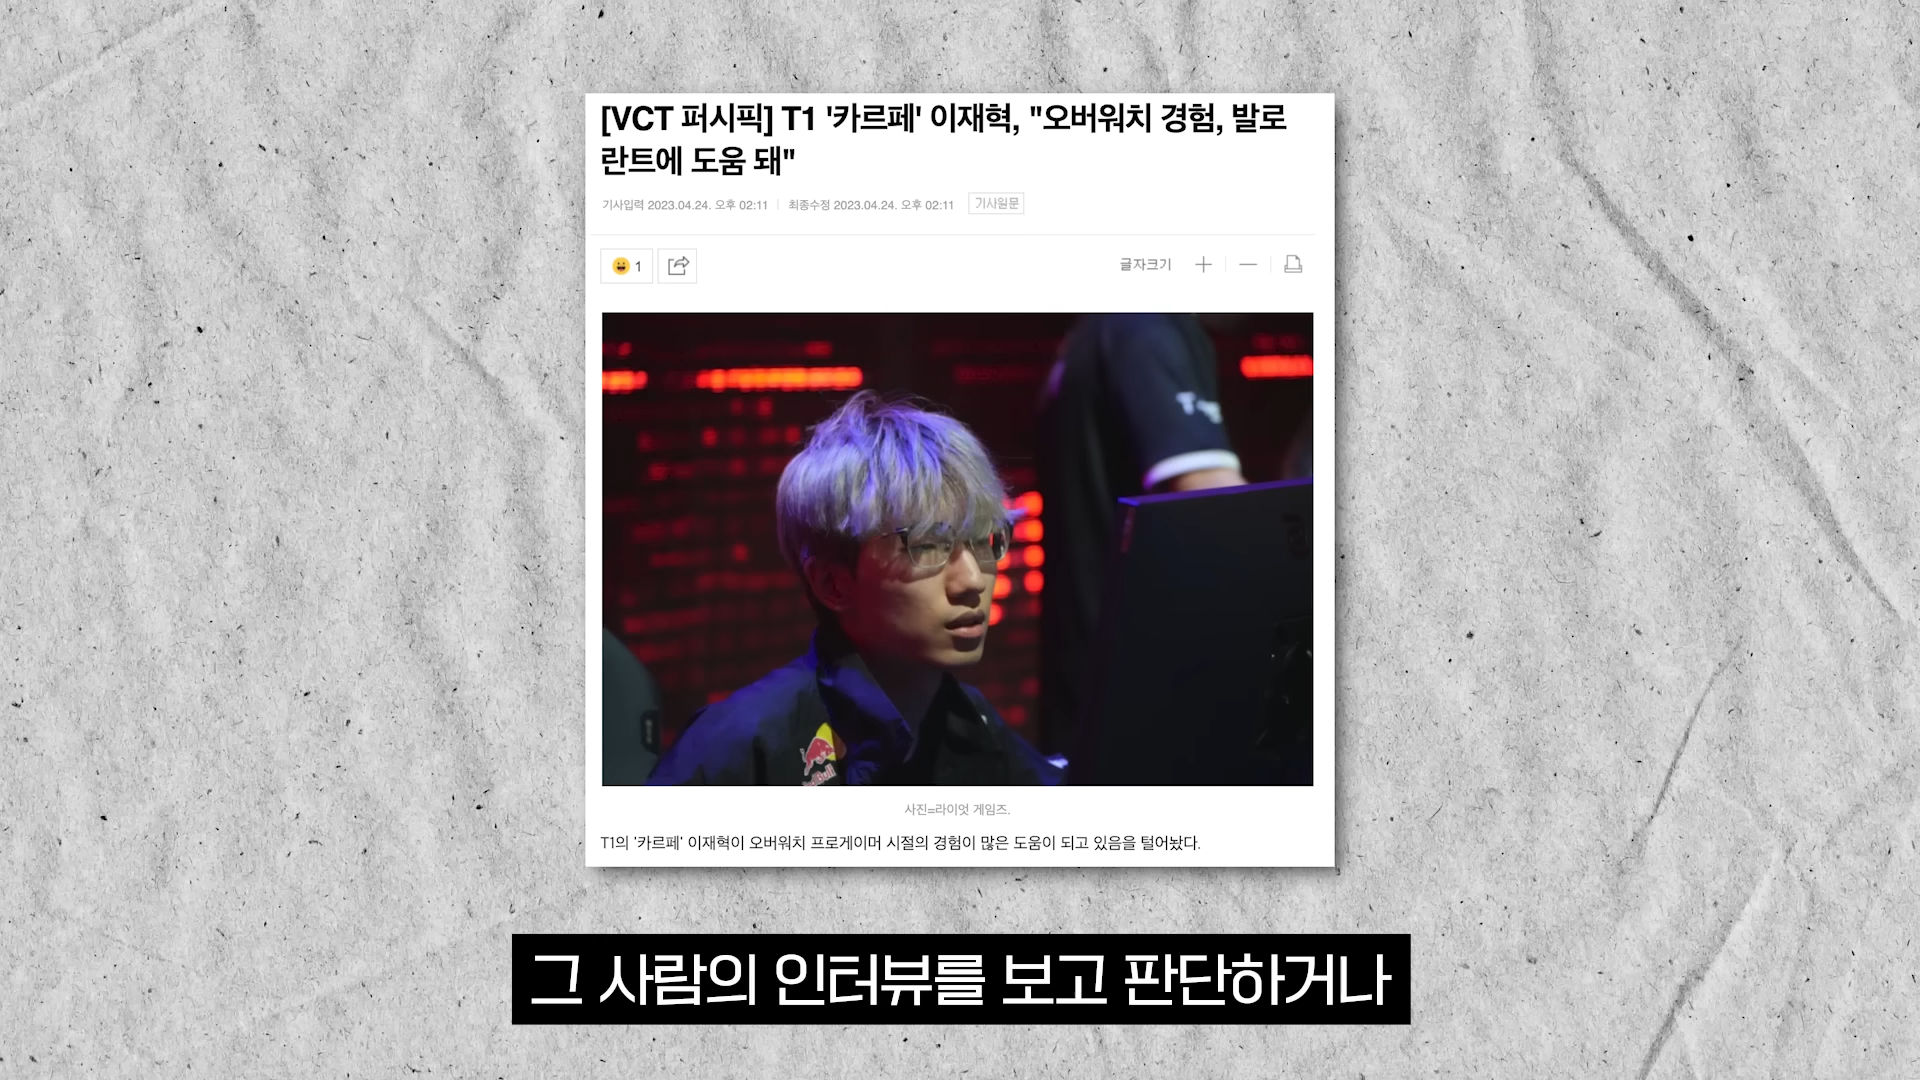 [VCT 퍼시픽] T1 '카르페' 이재혁, "오버워치 경험, 발로
란트에 도움 돼"
기사입력 2023.04.24. 오후 02:11 최종수정 2023.04.24. 오후 02:11 기사원문
1 글자크기
RedBull
사진=라이엇 게임즈.
T1의 '카르페' 이재혁이 오버워치 프로게이머 시절의 경험이 많은 도움이 되고 있음을 털어놨다.
그 사람의 인터뷰를 보고 판단하거나